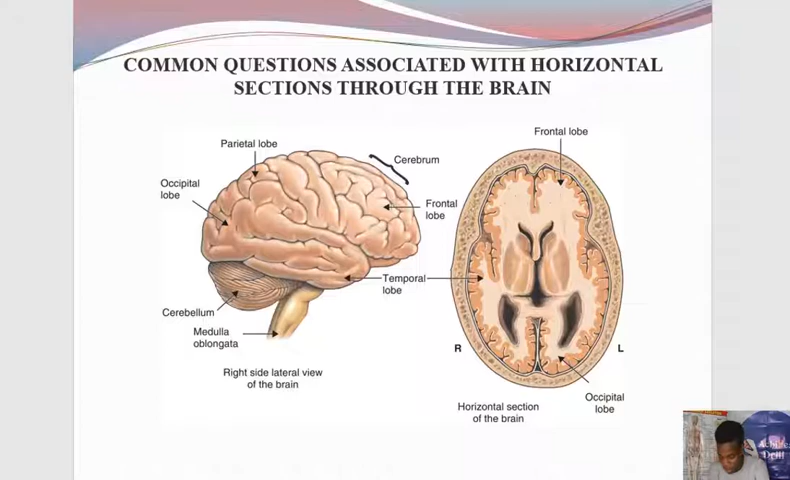 COMMON QUESTIONS ASSOCIATED WITH HORIZONTAL
SECTIONS THROUGH THE BRAIN
Parietal lobe
Cerebrum
Occipital
lobe
Frontal
lobe
Temporal
lobe
Cerebellum
Medulla
oblongata
Right side lateral view
of the brain
Frontal lobe
R
L
Occipital
lobe
Horizontal section
of the brain